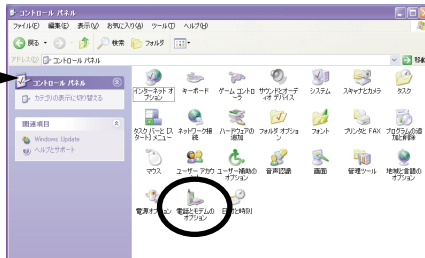 コントロール パネル
ファイル(F) 編集(E) 表示(V) お気に入り(A) ツール(T) ヘルプ(H)
戻る 検索 フォルダ
アドレス(D) コントロール パネル 移動
コントロール パネル
カテゴリの表示に切り替える
関連項目
Windows Update
ヘルプとサポート
インターネット オプション
キーボード
ゲーム コントローラ
サウンドとオーディオ デバイス
システム
スキャナとカメラ
タスク
タスク バーと [スタート] メニュー
ネットワーク接続
ハードウェアの追加
フォルダ オプション
フォント
プリンタと FAX
プログラムの追加と削除
マウス
ユーザー アカウント
ユーザー補助のオプション
音声認識
画面
管理ツール
地域と言語のオプション
電源オプション
電話とモデムのオプション
日付と時刻